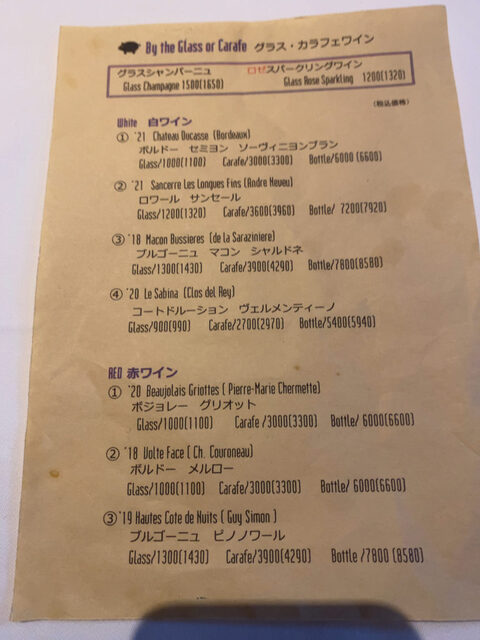 By the Glass or Carafe グラス・カラフェワイン
グラスシャンパーニュ ロゼスパークリングワイン
Glass Champagne 1500(1650) Glass Rose Sparkling 1200(1320)
(税込価格)
White 白ワイン
① '21 Chateau Ducasse (Bordeaux)
ボルドー セミヨン ソーヴィニヨンブラン
Glass/1000(1100) Carafe/3000(3300) Bottle/6000 (6600)
② '21 Sancerre Les Longues Fins (Andre Neveu)
ロワール サンセール
Glass/1200(1320) Carafe/3600(3960) Bottle/ 7200(7920)
③ '18 Macon Bussieres (de la Saraziniere)
ブルゴーニュ マコン シャルドネ
Glass/1300(1430) Carafe/3900(4290) Bottle/7800(8580)
④ '20 Le Sabina (Clos del Rey)
コートドルーション ヴェルメンティーノ
Glass/900(990) Carafe/2700(2970) Bottle/5400(5940)
RED 赤ワイン
① '20 Beaujolais Griottes ( Pierre-Marie Chermette)
ボジョレー グリオット
Glass/1000(1100) Carafe /3000(3300) Bottle/ 6000(6600)
② '18 Volte Face ( Ch. Couroneau)
ボルドー メルロー
Glass/1000(1100) Carafe/3000(3300) Bottle/ 6000(6600)
③ '19 Hautes Cote de Nuits ( Guy Simon )
ブルゴーニュ ピノノワール
Glass/1300(1430) Carafe/3900(4290) Bottle /7800 (8580)